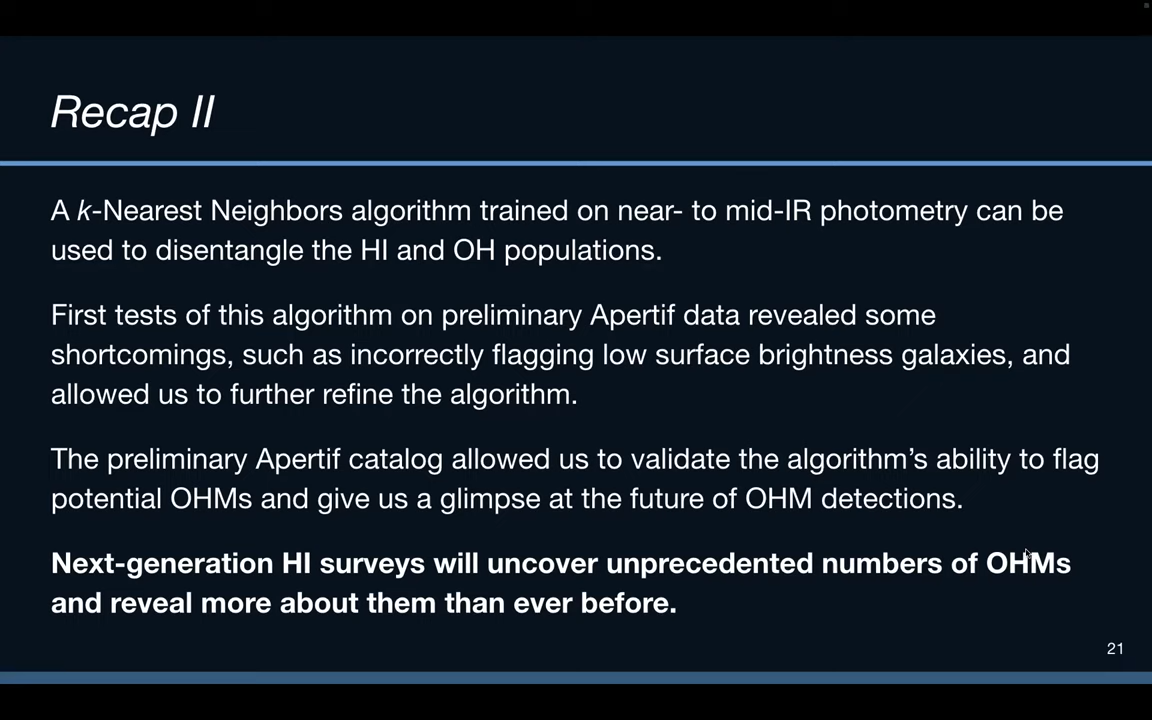 Recap II
A k-Nearest Neighbors algorithm trained on near- to mid-IR photometry can be
used to disentangle the HI and OH populations.
First tests of this algorithm on preliminary Apertif data revealed some
shortcomings, such as incorrectly flagging low surface brightness galaxies, and
allowed us to further refine the algorithm.
The preliminary Apertif catalog allowed us to validate the algorithm’s ability to flag
potential OHMs and give us a glimpse at the future of OHM detections.
Next-generation HI surveys will uncover unprecedented numbers of OHMs
and reveal more about them than ever before.
21